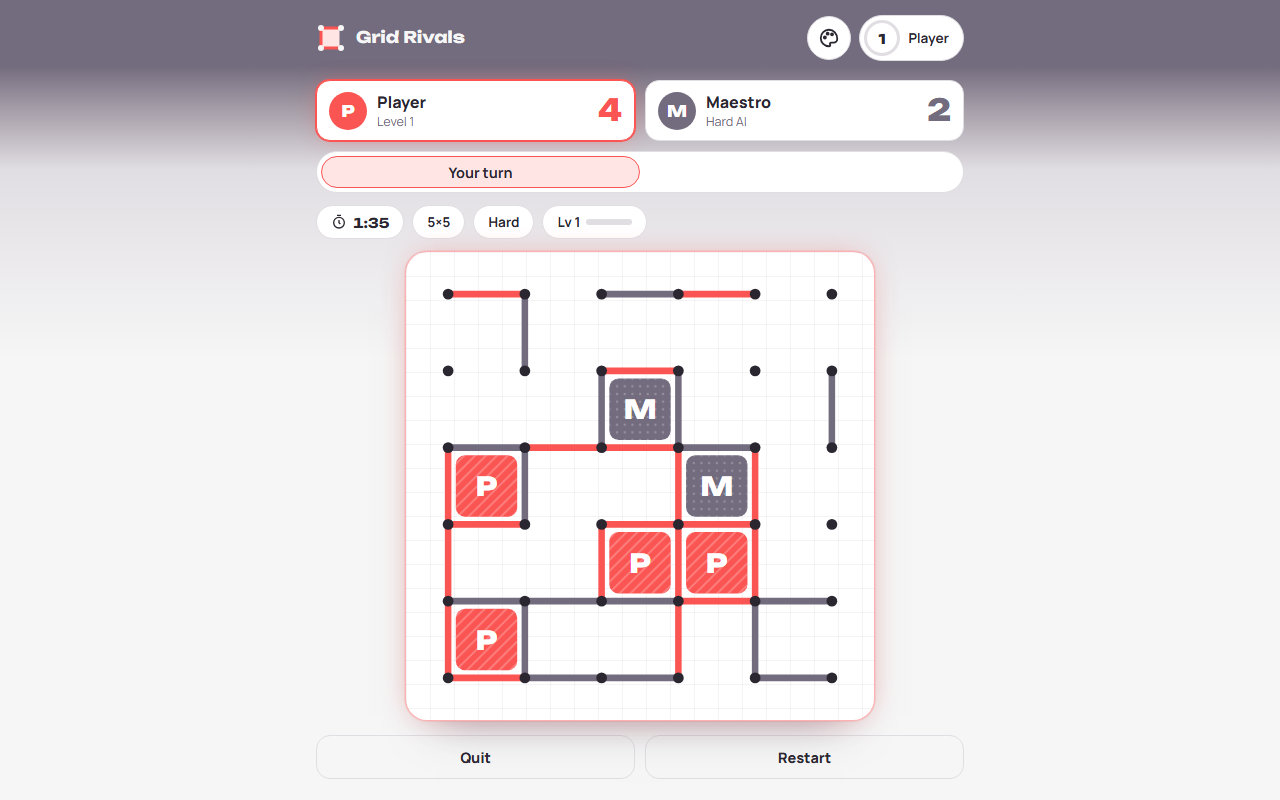 Grid Rivals
1 Player
P Player 4
Level 1
M Maestro 2
Hard AI
Your turn
1:35 5×5 Hard Lv 1
M
P M
P P
P
Quit Restart